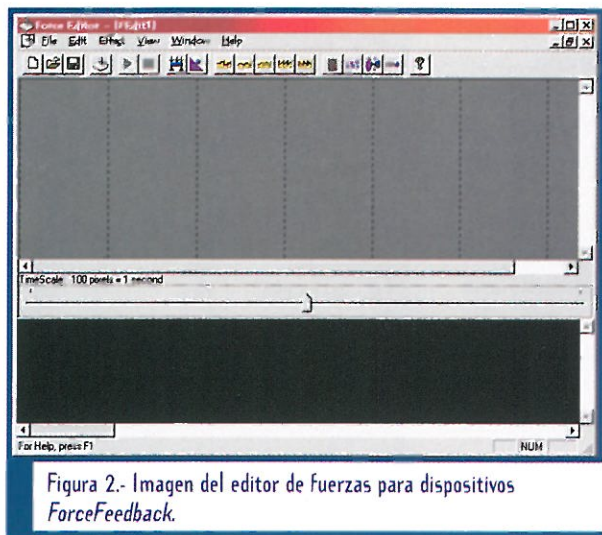 Force Editor - [FEdit1]
File Edit Effect View Window Help
TimeScale 100 pixels = 1 second
For Help, press F1 NUM
Figura 2.- Imagen del editor de fuerzas para dispositivos
ForceFeedback.